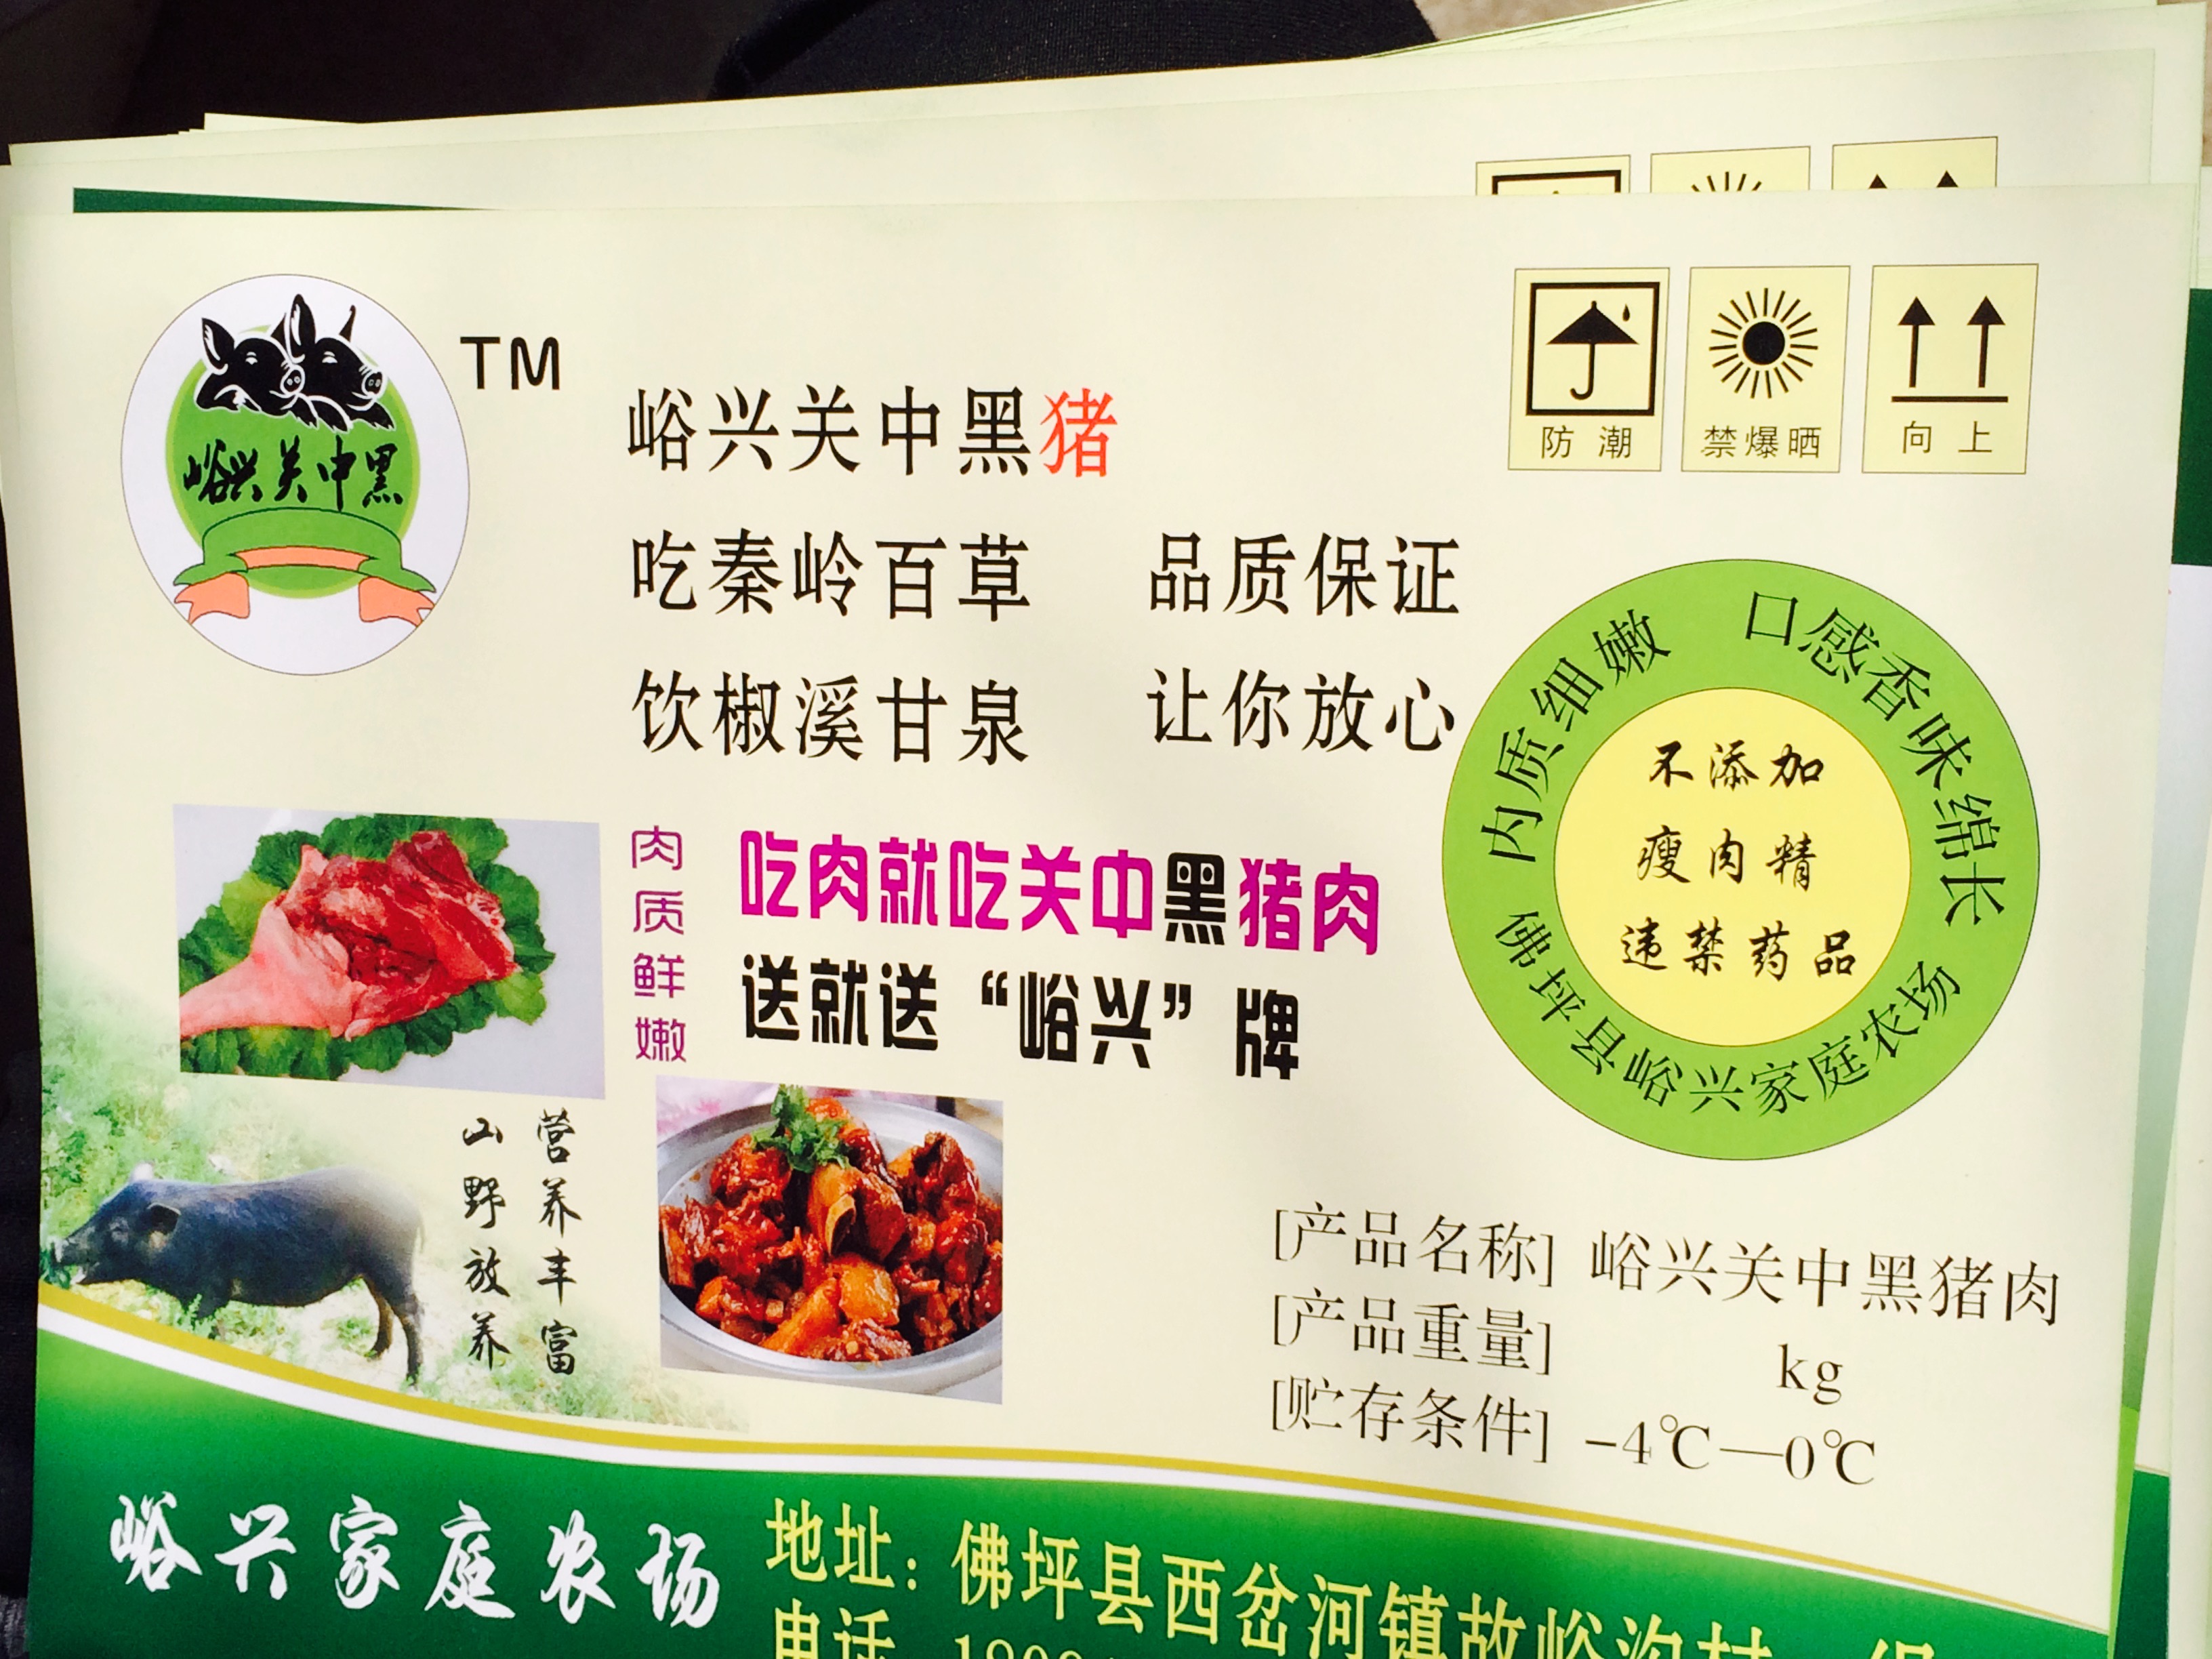 TM
峪兴关中黑
峪兴关中黑猪
吃秦岭百草 品质保证
饮椒溪甘泉 让你放心
防潮
禁爆晒
向上
内质细嫩 口感香味绵长
不添加
瘦肉精
违禁药品
佛坪县峪兴家庭农场
肉质鲜嫩
吃肉就吃关中黑猪肉
送就送“峪兴”牌
山野放养
营养丰富
[产品名称] 峪兴关中黑猪肉
[产品重量] kg
[贮存条件] -4℃—0℃
峪兴家庭农场
地址：佛坪县西岔河镇故峪沟村
电话